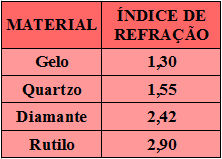 MATERIAL ÍNDICE DE REFRAÇÃO
Gelo 1,30
Quartzo 1,55
Diamante 2,42
Rutilo 2,90